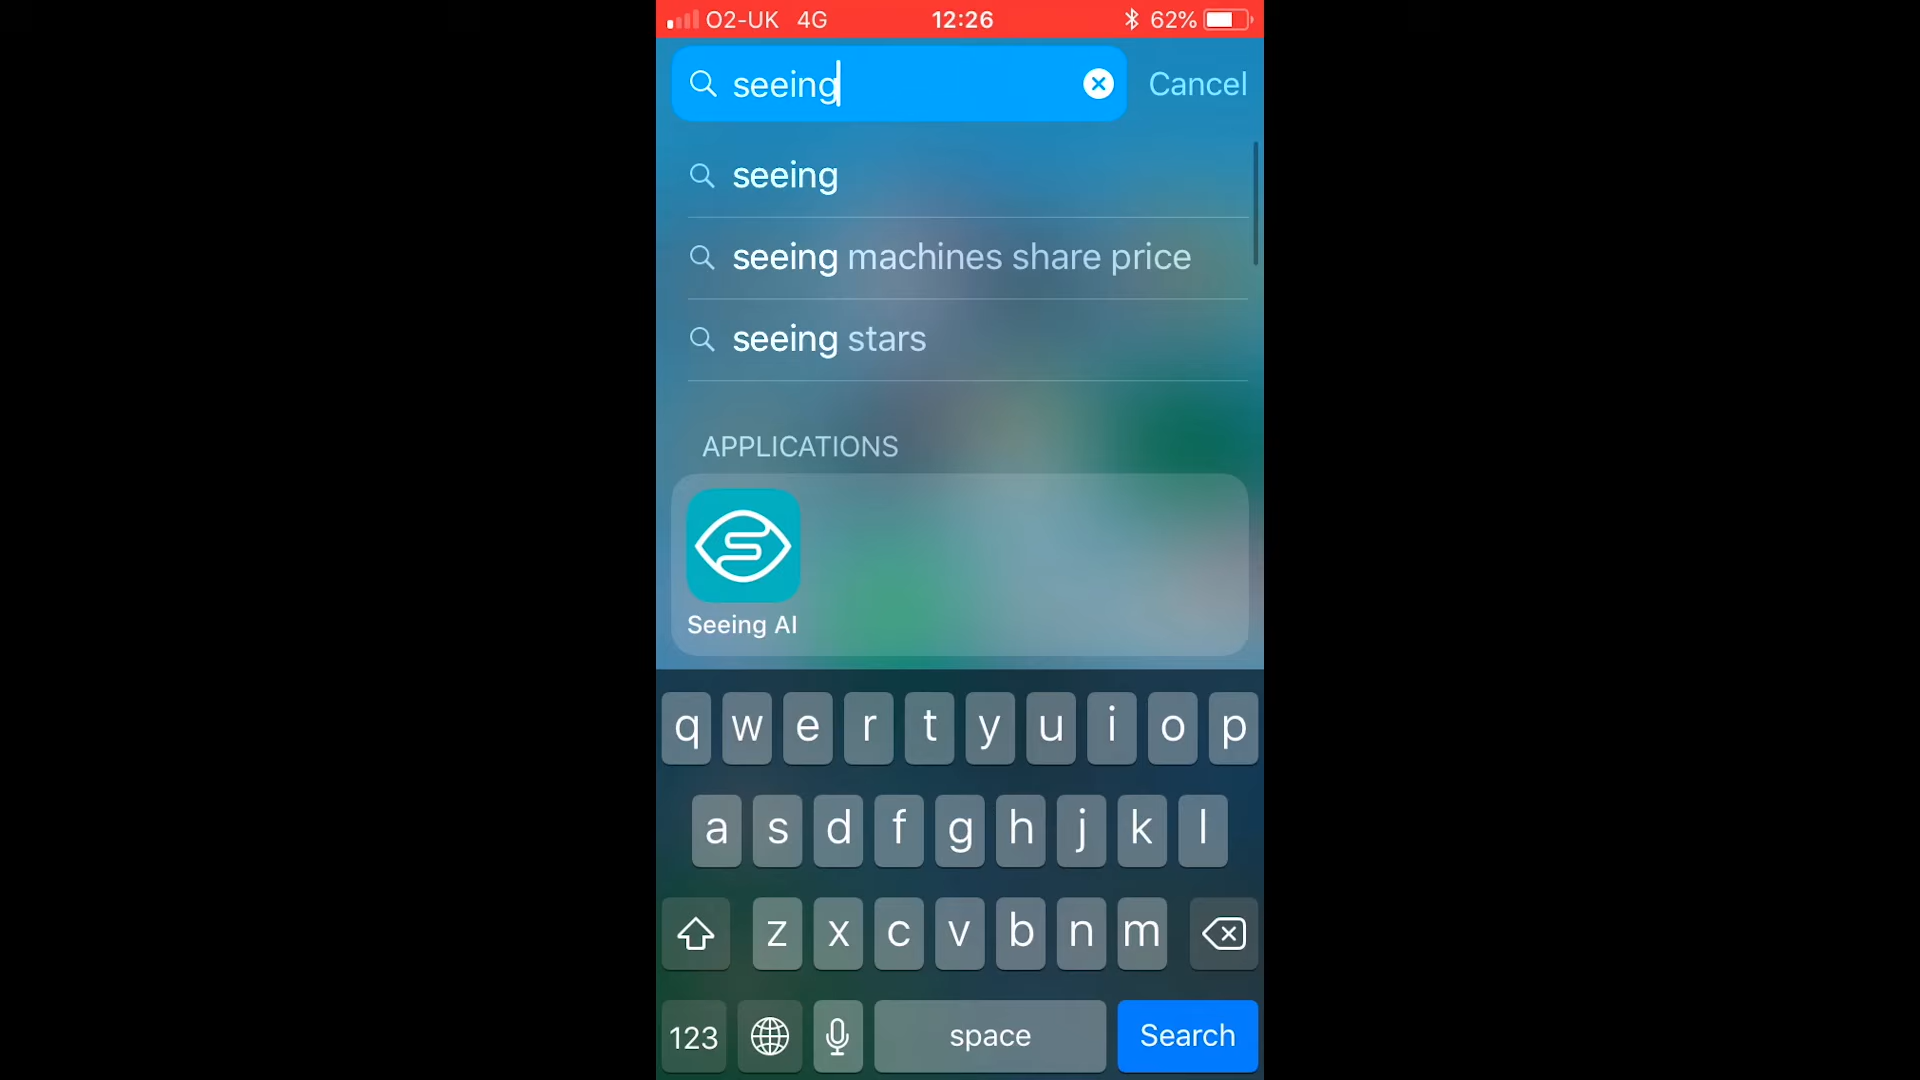 O2-UK 4G 12:26 62%
seeing Cancel
seeing
seeing machines share price
seeing stars
APPLICATIONS
Seeing AI
q w e r t y u i o p
a s d f g h j k l
z x c v b n m
123 space Search